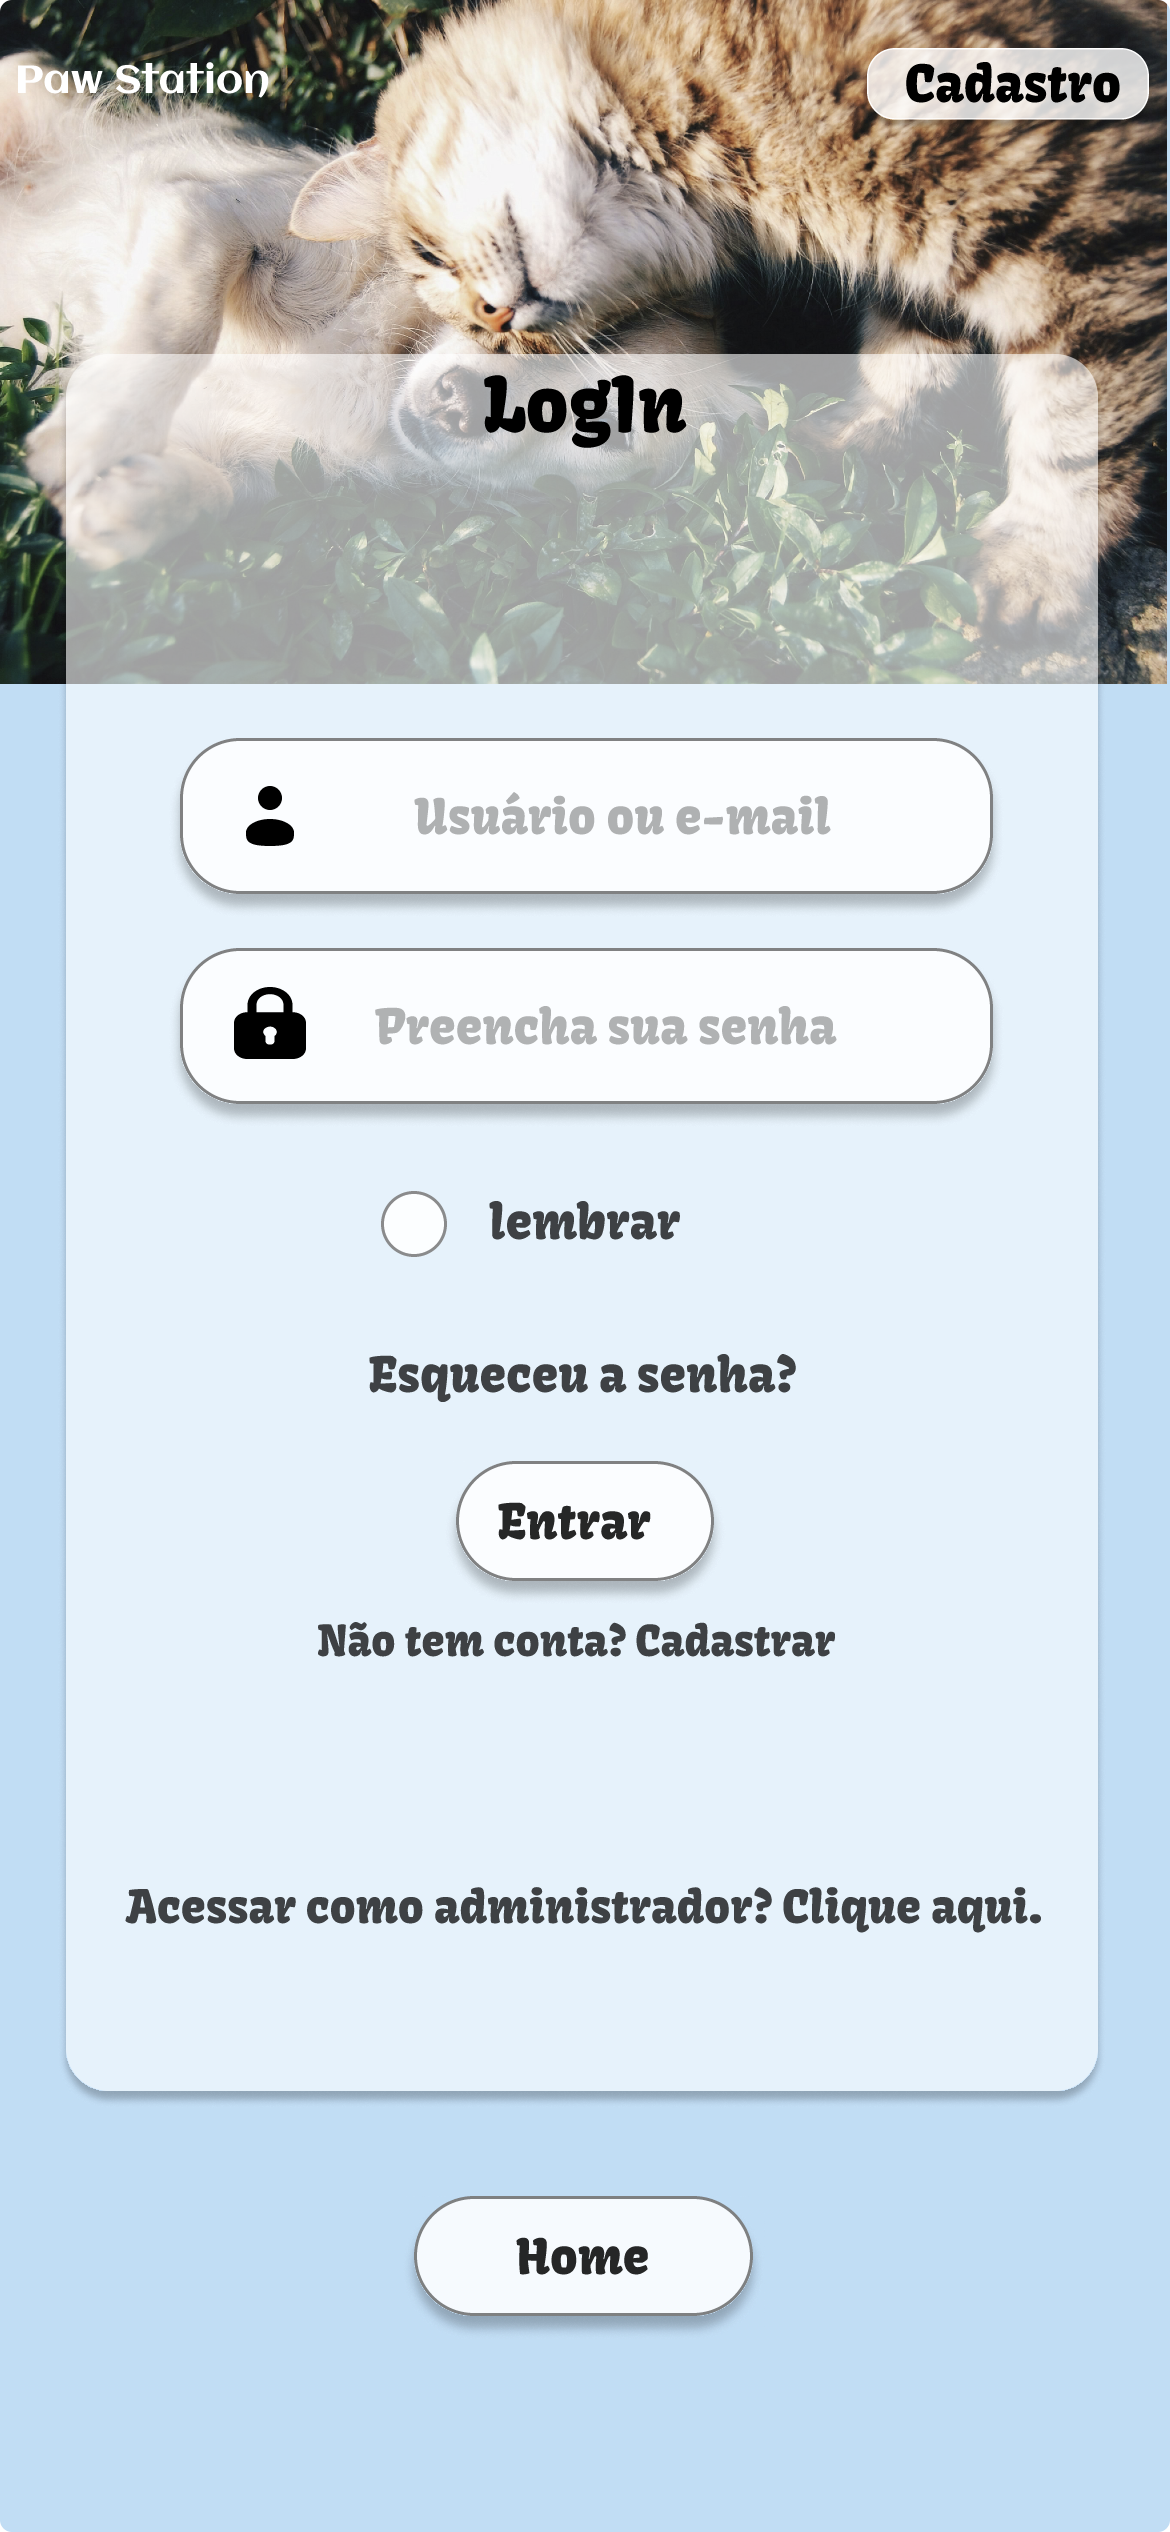 Paw Station
Cadastro
LogIn
Usuário ou e-mail
Preencha sua senha
lembrar
Esqueceu a senha?
Entrar
Não tem conta? Cadastrar
Acessar como administrador? Clique aqui.
Home